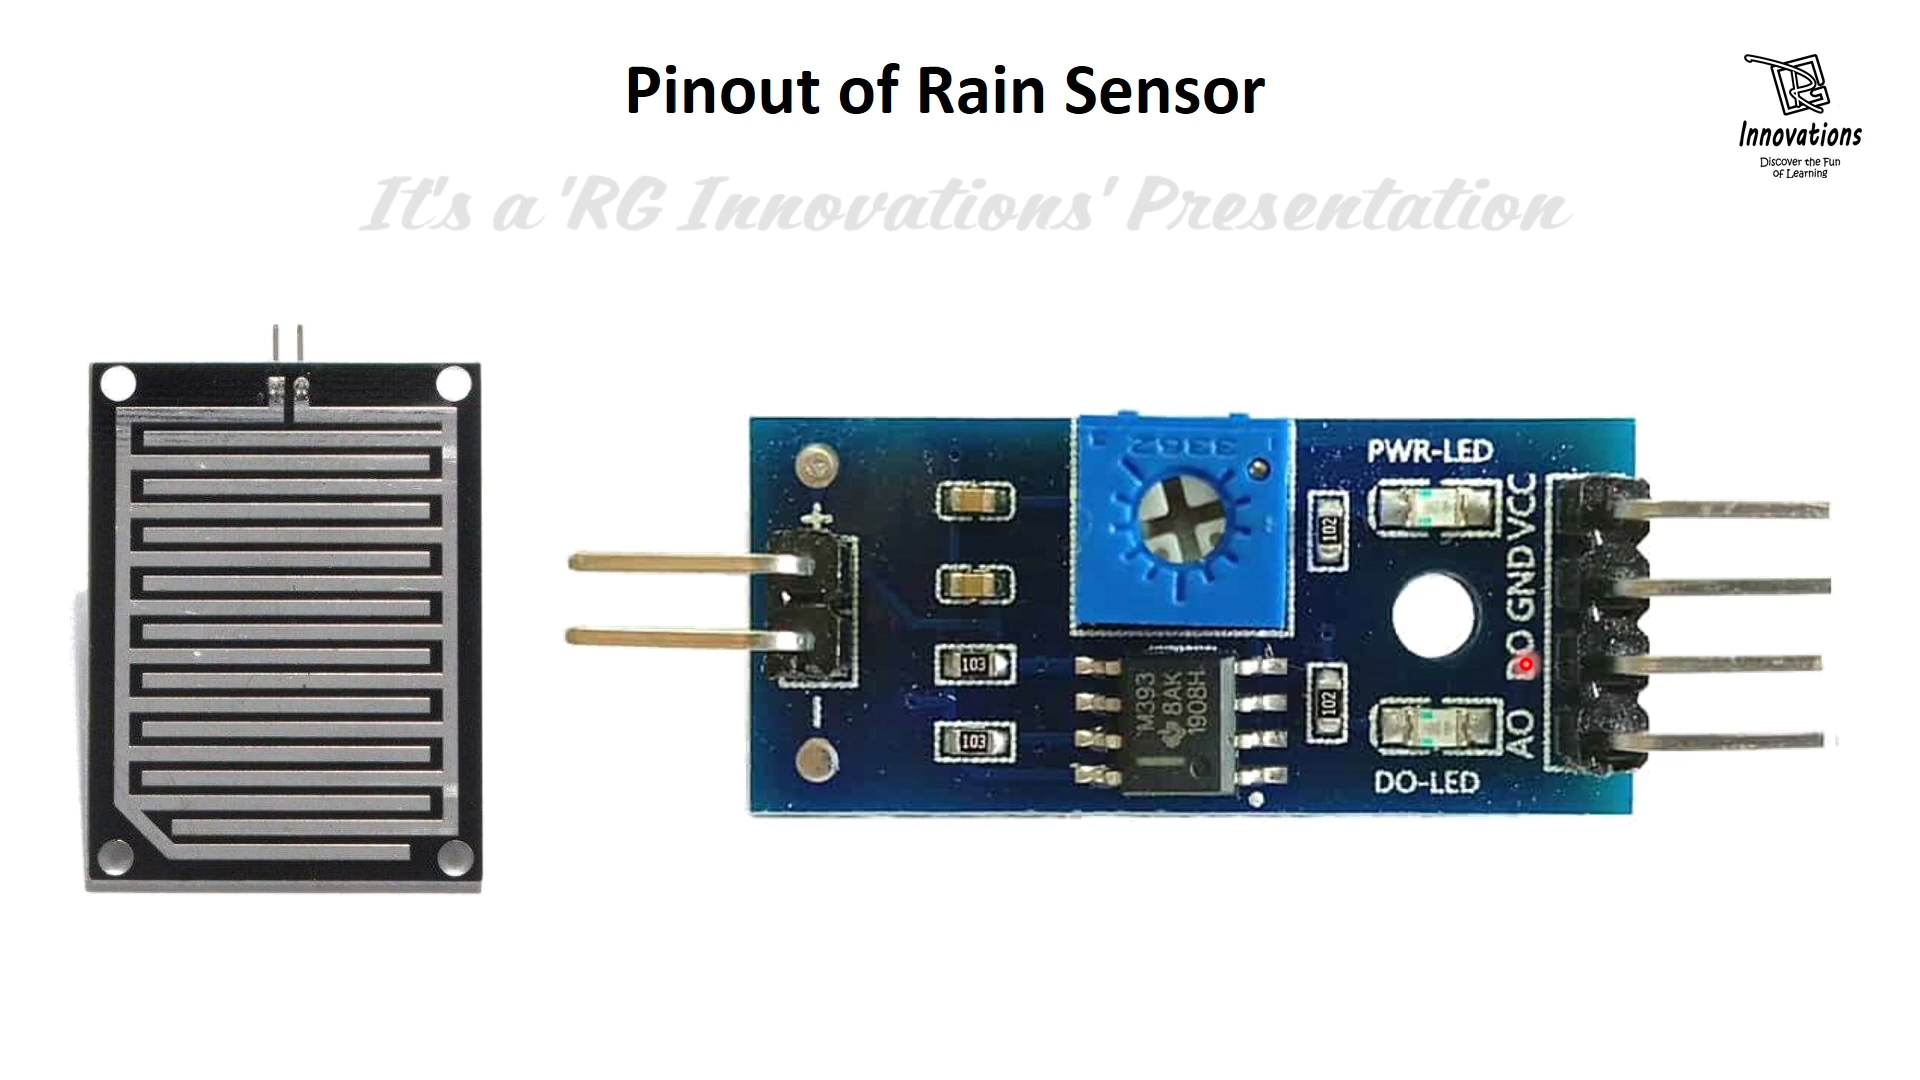 Pinout of Rain Sensor
Innovations
Discover the Fun
of Learning
It's a 'RG Innovations' Presentation
3362
PWR-LED
VCC
GND
DO
AO
+
102
102
103
103
M393
8AK
1908H
DO-LED